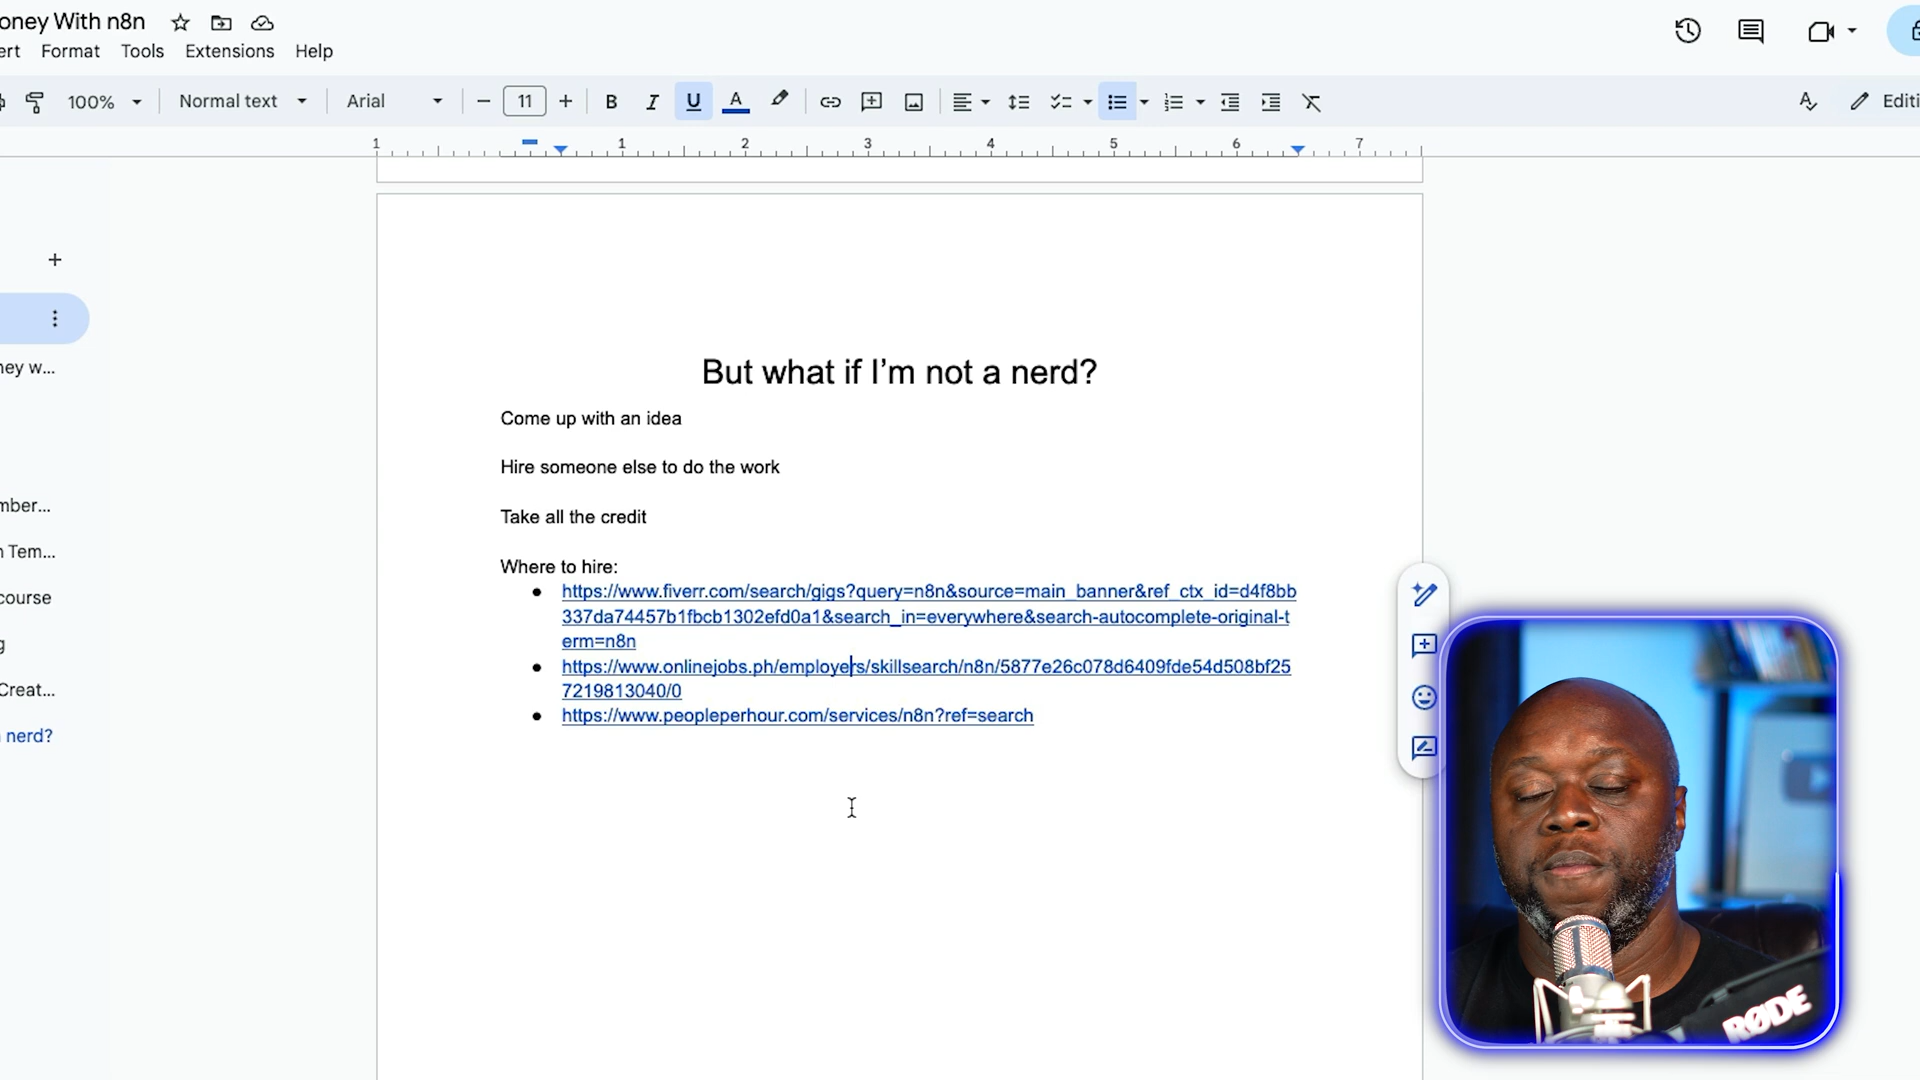 oney With n8n
ert Format Tools Extensions Help
100% Normal text Arial 11 B I U A Editi
1 1 2 3 4 5 6 7
ney w...
mber...
n Tem...
course
g
Creat...
nerd?
But what if I'm not a nerd?
Come up with an idea
Hire someone else to do the work
Take all the credit
Where to hire:
https://www.fiverr.com/search/gigs?query=n8n&source=main_banner&ref_ctx_id=d4f8bb
337da74457b1fbcb1302efd0a1&search_in=everywhere&search-autocomplete-original-t
erm=n8n
https://www.onlinejobs.ph/employers/skillsearch/n8n/5877e26c078d6409fde54d508bf25
7219813040/0
https://www.peopleperhour.com/services/n8n?ref=search
RØDE